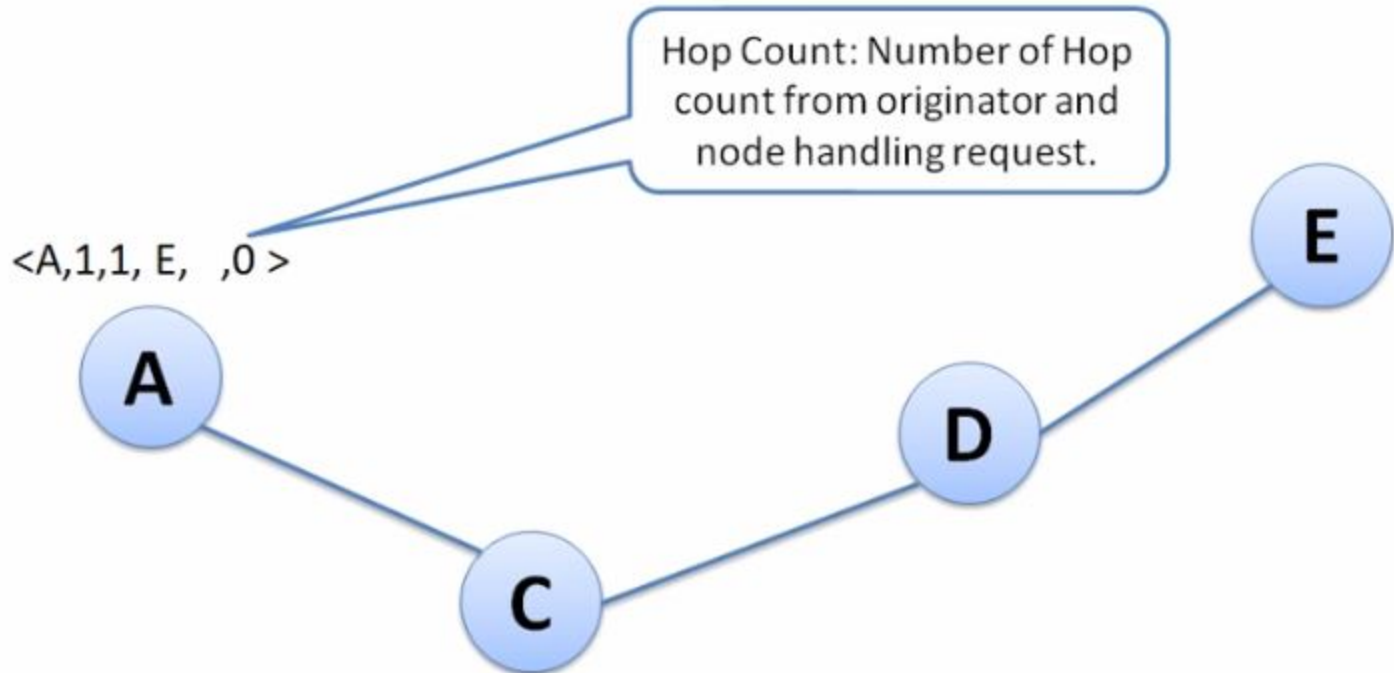 Hop Count: Number of Hop
count from originator and
node handling request.
<A,1,1, E,   ,0 >
E
A
D
C